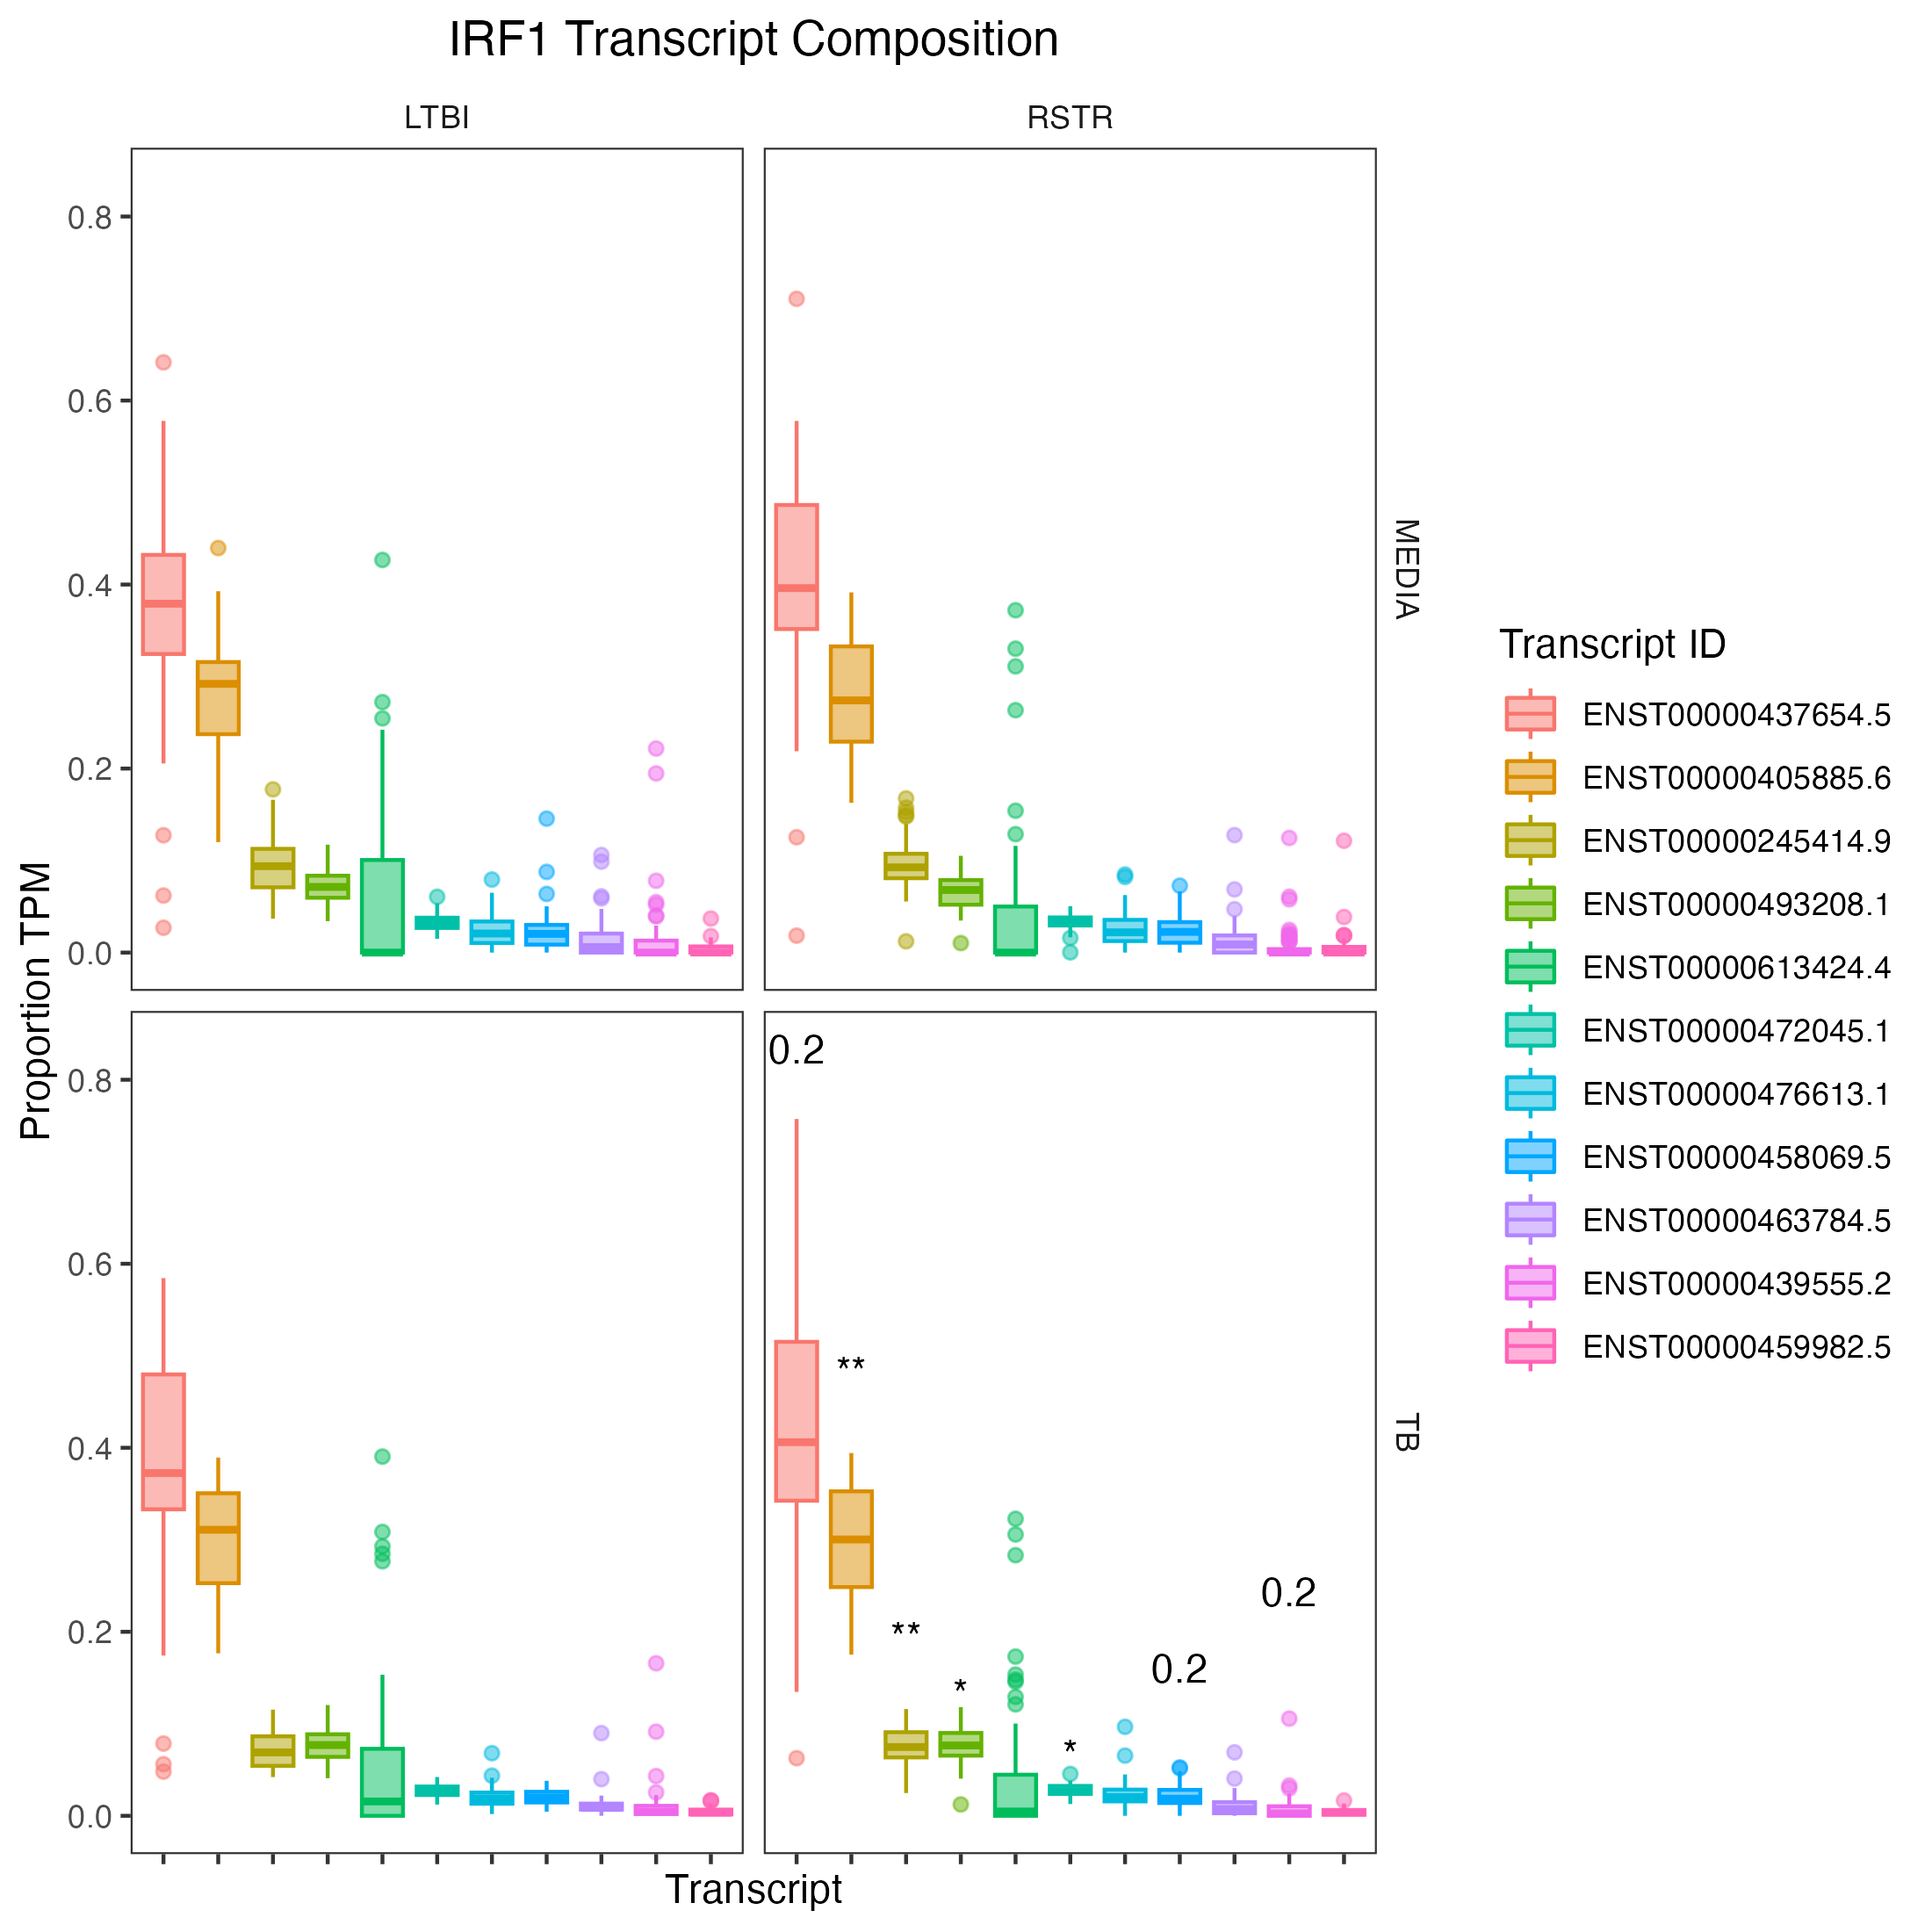 IRF1 Transcript Composition
LTBI
RSTR
MEDIA
TB
Proportion TPM
0.8
0.6
0.4
0.2
0.0
0.8
0.6
0.4
0.2
0.0
0.2
**
**
*
*
0.2
0.2
Transcript
Transcript ID
ENST00000437654.5
ENST00000405885.6
ENST00000245414.9
ENST00000493208.1
ENST00000613424.4
ENST00000472045.1
ENST00000476613.1
ENST00000458069.5
ENST00000463784.5
ENST00000439555.2
ENST00000459982.5